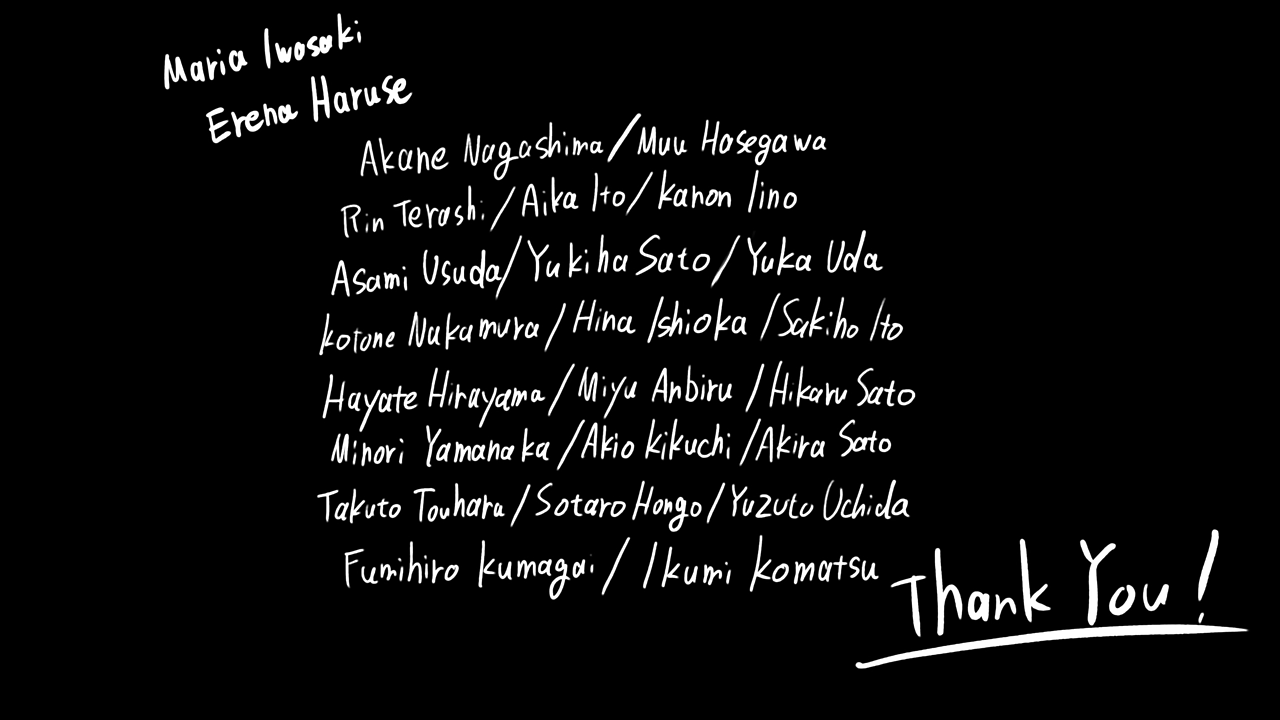 Maria Iwasaki
Erena Haruse
Akane Nagashima/Muu Hasegawa
Rin Terashi/Aika Ito/Kanon Iino
Asami Usuda/Yukiha Sato/Yuka Uda
Kotone Nakamura/Hina Ishioka/Sakiho Ito
Hayate Hirayama/Miyu Anbiru/Hikaru Sato
Minori Yamanaka/Akio Kikuchi/Akira Sato
Takuto Touhara/Sotaro Hongo/Yuzuto Uchida
Fumihiro Kumagai/Ikumi Komatsu
Thank You!